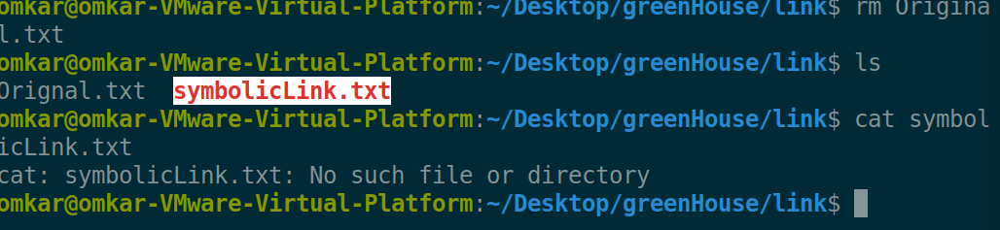 omkar@omkar-VMware-Virtual-Platform:~/Desktop/greenHouse/link$ rm Origina
l.txt
omkar@omkar-VMware-Virtual-Platform:~/Desktop/greenHouse/link$ ls
Orignal.txt  symbolicLink.txt
omkar@omkar-VMware-Virtual-Platform:~/Desktop/greenHouse/link$ cat symbol
icLink.txt
cat: symbolicLink.txt: No such file or directory
omkar@omkar-VMware-Virtual-Platform:~/Desktop/greenHouse/link$